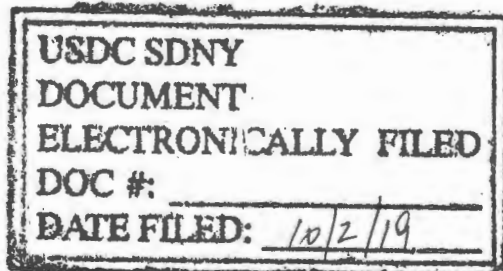 USDC SDNY
DOCUMENT
ELECTRONICALLY FILED
DOC #:
DATE FILED: 10/2/19